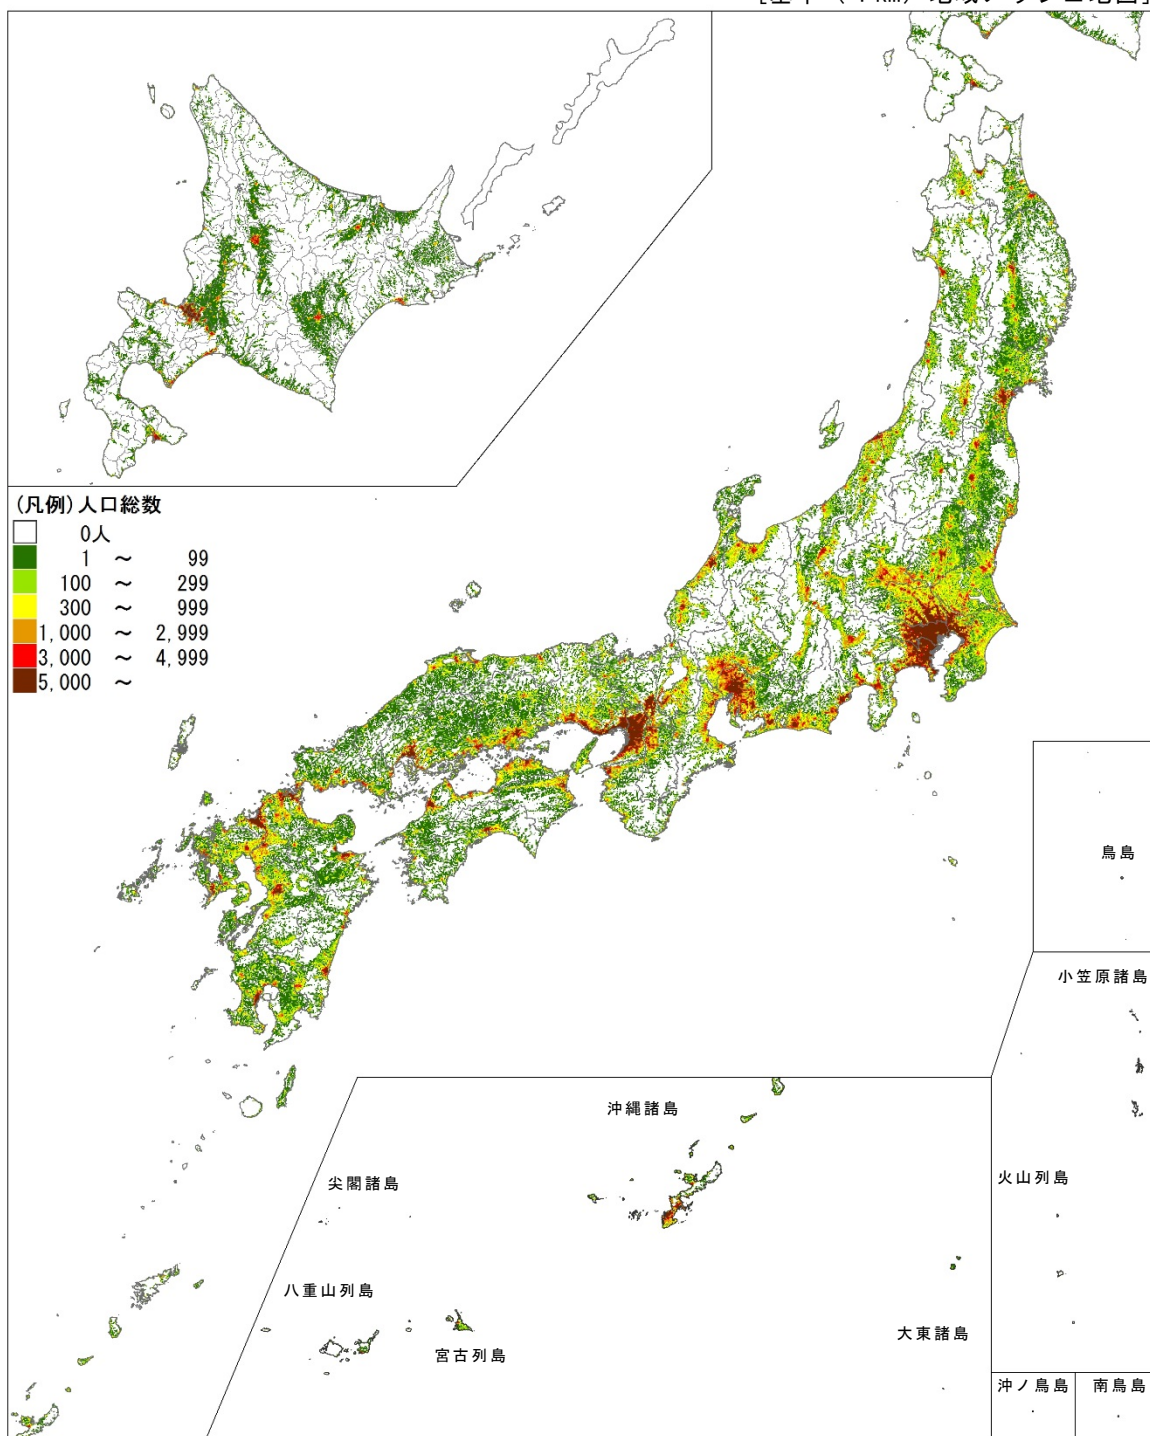 (凡例)人口総数
0人
1 ～ 99
100 ～ 299
300 ～ 999
1,000 ～ 2,999
3,000 ～ 4,999
5,000 ～
鳥島
小笠原諸島
沖縄諸島
火山列島
尖閣諸島
八重山列島
大東諸島
宮古列島
沖ノ鳥島
南鳥島